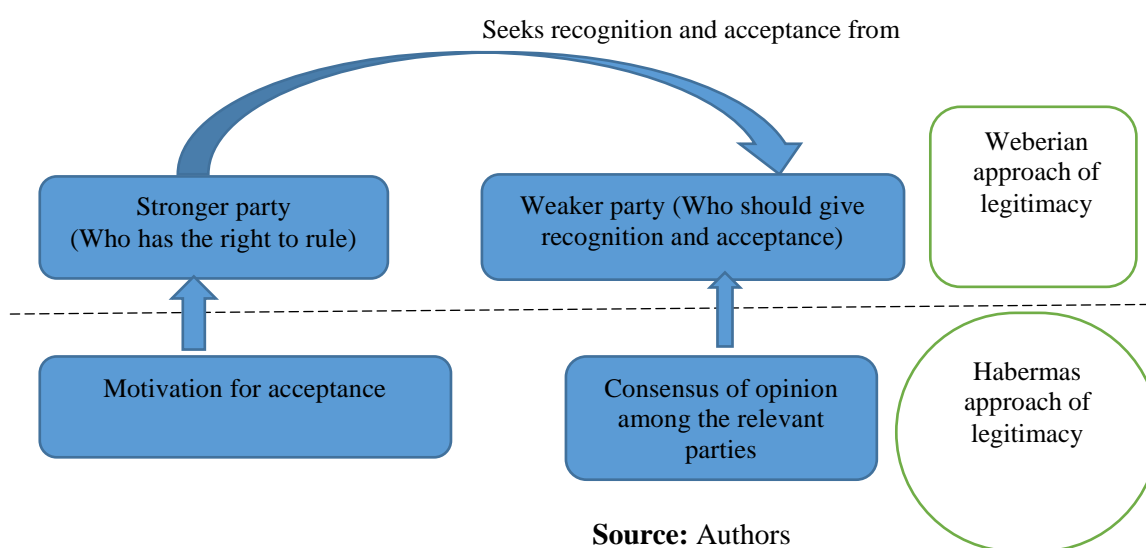 Seeks recognition and acceptance from
Stronger party
(Who has the right to rule)
Weaker party (Who should give
recognition and acceptance)
Weberian
approach of
legitimacy
Motivation for acceptance
Consensus of opinion
among the relevant
parties
Habermas
approach of
legitimacy
Source: Authors